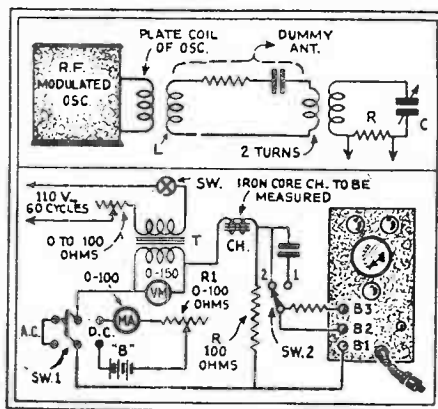 PLATE COIL
OF OSC.
DUMMY
ANT.
R.F.
MODULATED
OSC.
L
2 TURNS
R
C
110 V.
60 CYCLES
SW.
IRON CORE CH. TO BE
MEASURED
0 TO 100
OHMS
T
CH.
0-100
0-150
VM
R1
0-100
OHMS
2
1
A.C.
D.C.
MA
R
100
OHMS
SW.2
B3
B2
B1
SW.1
"B"